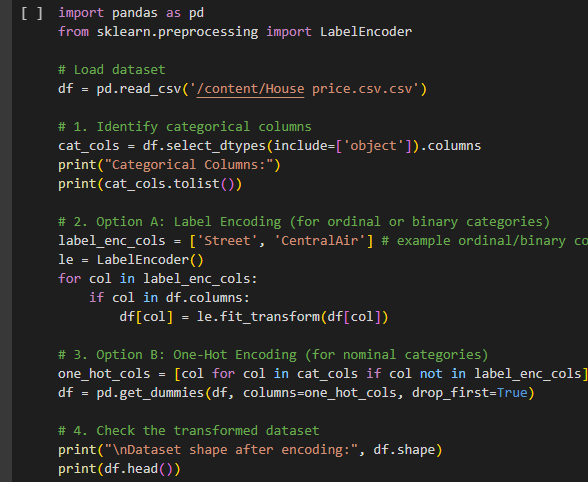 [ ] import pandas as pd
from sklearn.preprocessing import LabelEncoder
# Load dataset
df = pd.read_csv('/content/House price.csv.csv')
# 1. Identify categorical columns
cat_cols = df.select_dtypes(include=['object']).columns
print("Categorical Columns:")
print(cat_cols.tolist())
# 2. Option A: Label Encoding (for ordinal or binary categories)
label_enc_cols = ['Street', 'CentralAir'] # example ordinal/binary co
le = LabelEncoder()
for col in label_enc_cols:
    if col in df.columns:
        df[col] = le.fit_transform(df[col])
# 3. Option B: One-Hot Encoding (for nominal categories)
one_hot_cols = [col for col in cat_cols if col not in label_enc_cols]
df = pd.get_dummies(df, columns=one_hot_cols, drop_first=True)
# 4. Check the transformed dataset
print("\nDataset shape after encoding:", df.shape)
print(df.head())